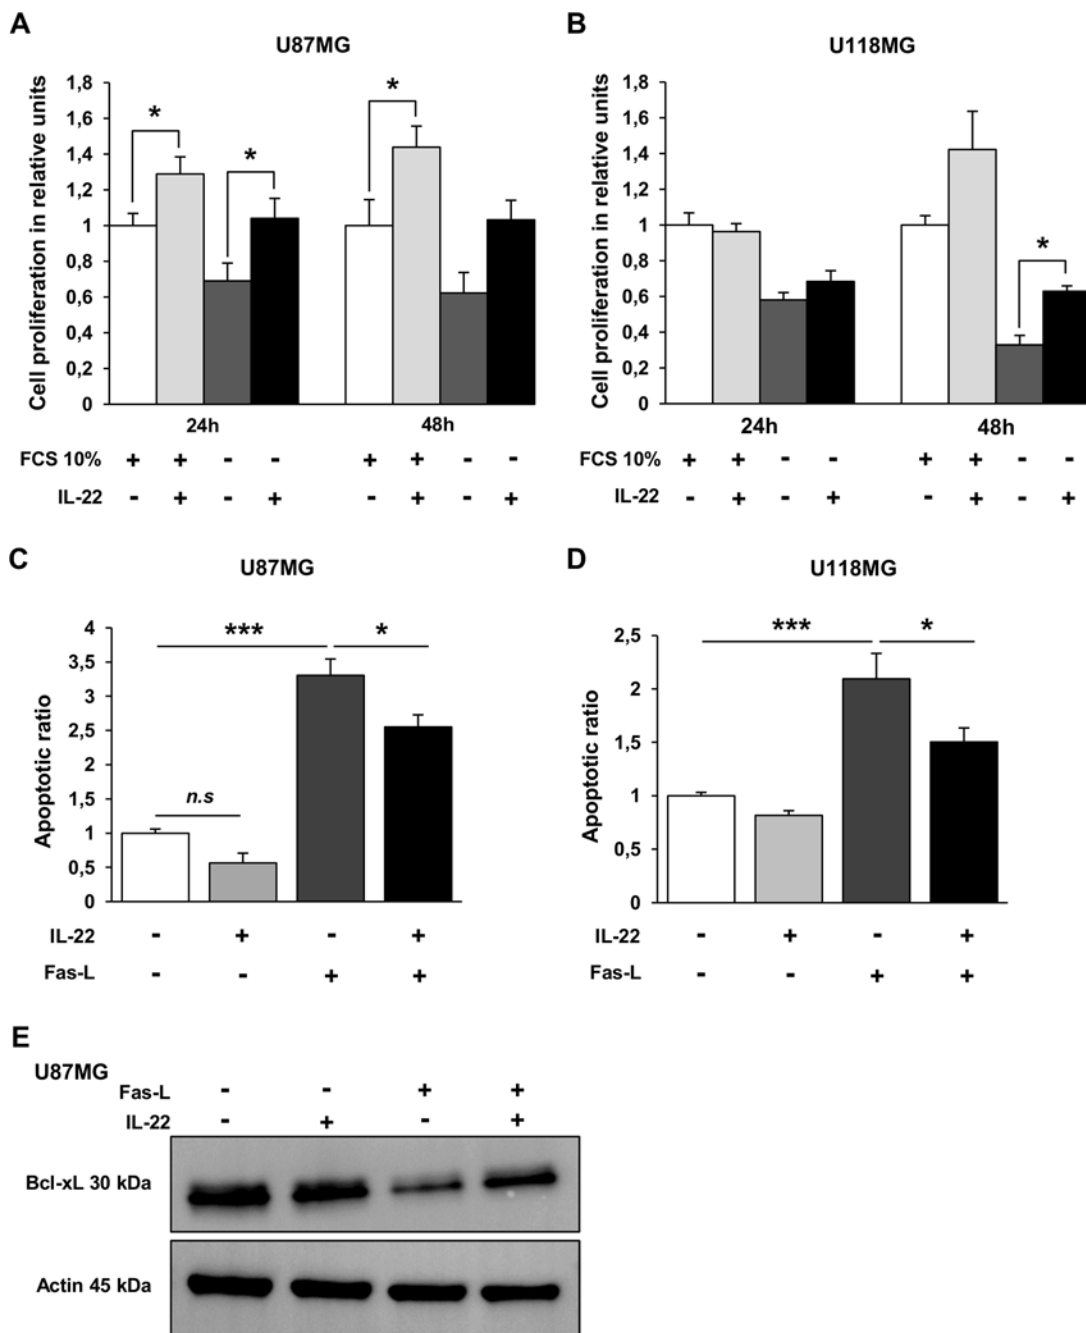 A
U87MG
Cell proliferation in relative units
1,8
1,6
1,4
1,2
1
0,8
0,6
0,4
0,2
0
* * *
24h 48h
FCS 10% + + - - + + - -
IL-22 - + - + - + - +
B
U118MG
Cell proliferation in relative units
1,8
1,6
1,4
1,2
1
0,8
0,6
0,4
0,2
0
*
24h 48h
FCS 10% + + - - + + - -
IL-22 - + - + - + - +
C
U87MG
Apoptotic ratio
4
3,5
3
2,5
2
1,5
1
0,5
0
*** *
n.s
IL-22 - + - +
Fas-L - - + +
D
U118MG
Apoptotic ratio
2,5
2
1,5
1
0,5
0
*** *
IL-22 - + - +
Fas-L - - + +
E
U87MG
Fas-L - - + +
IL-22 - + - +
Bcl-xL 30 kDa
Actin 45 kDa